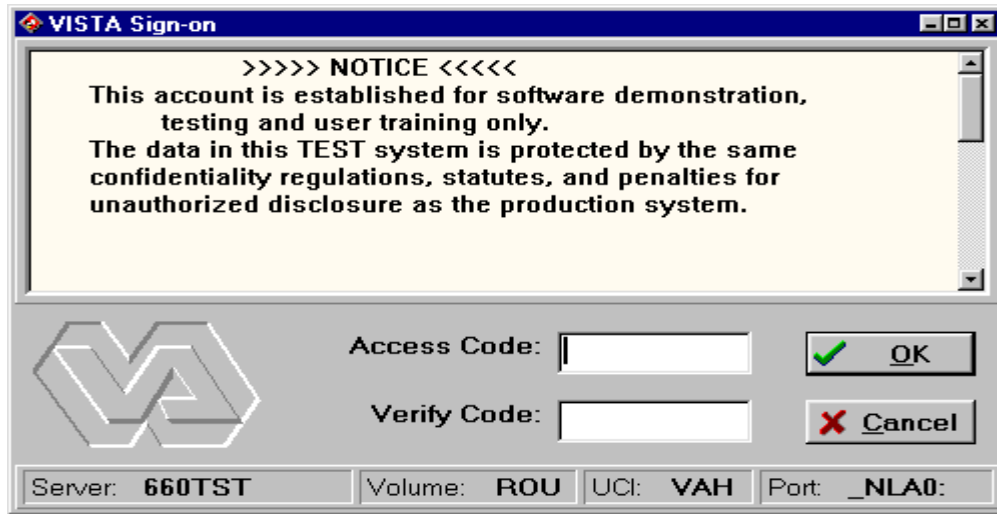 VISTA Sign-on
>>>>> NOTICE <<<<<
This account is established for software demonstration,
testing and user training only.
The data in this TEST system is protected by the same
confidentiality regulations, statutes, and penalties for
unauthorized disclosure as the production system.
Access Code:
OK
Verify Code:
Cancel
Server: 660TST Volume: ROU UCI: VAH Port: _NLA0: